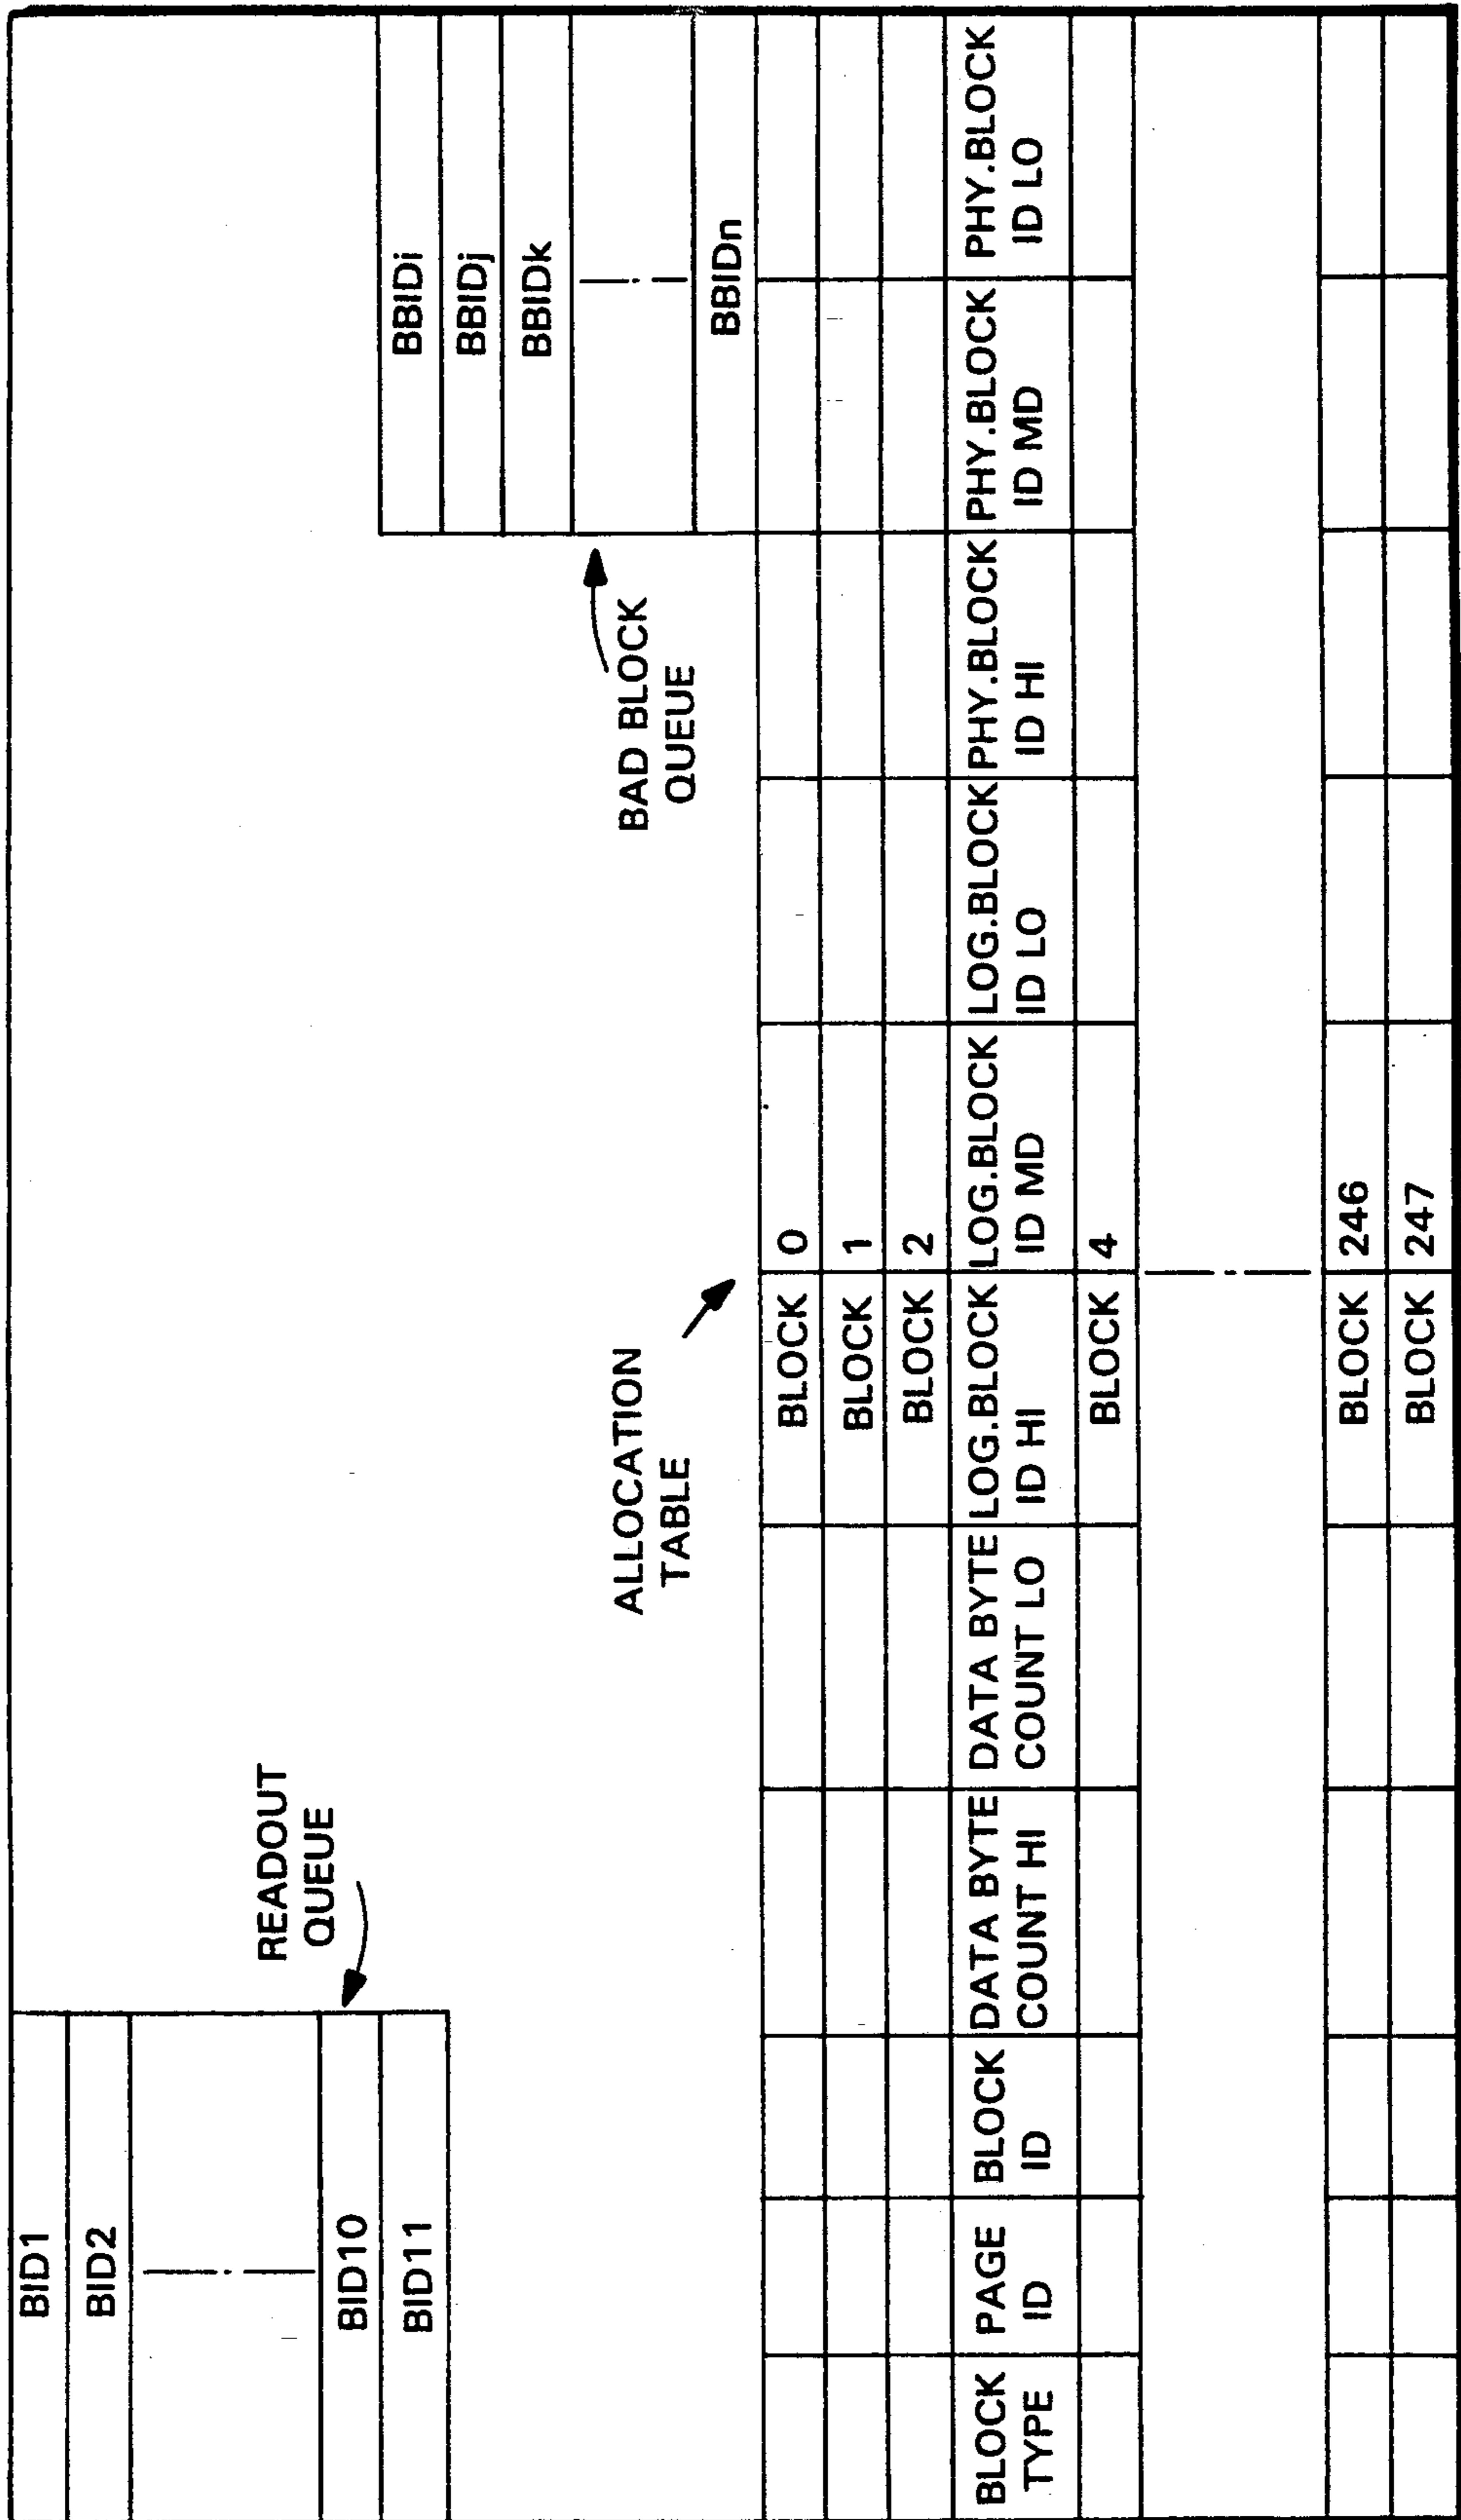 BID1
BID2
BID10
BID11
READOUT
QUEUE
BBIDi
BBIDj
BBIDk
BBIDn
BAD BLOCK
QUEUE
ALLOCATION
TABLE
BLOCK 0
BLOCK 1
BLOCK 2
BLOCK TYPE
PAGE ID
BLOCK ID
DATA BYTE COUNT HI
DATA BYTE COUNT LO
LOG.BLOCK ID HI
LOG.BLOCK ID MD
LOG.BLOCK ID LO
PHY.BLOCK ID HI
PHY.BLOCK ID MD
PHY.BLOCK ID LO
BLOCK 4
BLOCK 246
BLOCK 247